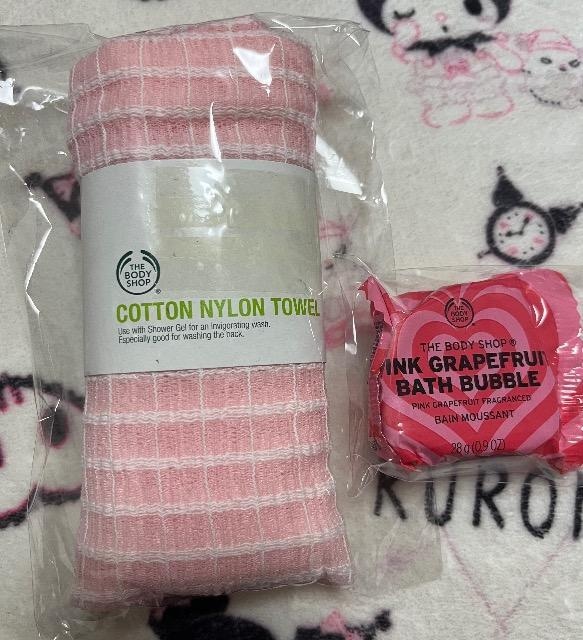 THE
BODY
SHOP
®
COTTON NYLON TOWEL
Use with Shower Gel for an invigorating wash.
Especially good for washing the back.
THE
BODY
SHOP
THE BODY SHOP ®
INK GRAPEFRUI
BATH BUBBLE
PINK GRAPEFRUIT FRAGRANCED
BAIN MOUSSANT
28 g (0.9 OZ)
KUROM